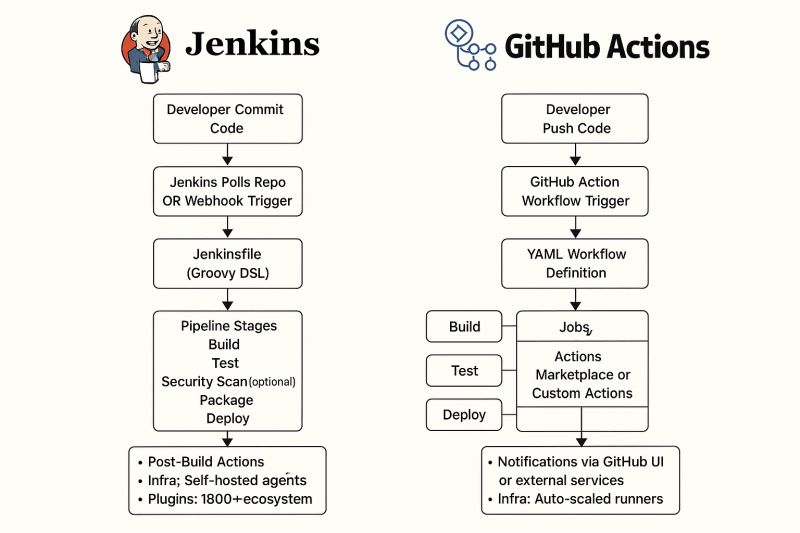 Jenkins
Developer Commit
Code
Jenkins Polls Repo
OR Webhook Trigger
Jenkinsfile
(Groovy DSL)
Pipeline Stages
Build
Test
Security Scan(optional)
Package
Deploy
• Post-Build Actions
• Infra; Self-hosted agents
• Plugins: 1800+ecosystem
GitHub Actions
Developer
Push Code
GitHub Action
Workflow Trigger
YAML Workflow
Definition
Build
Test
Deploy
Jobs
Actions
Marketplace or
Custom Actions
• Notifications via GitHub UI
or external services
• Infra: Auto-scaled runners